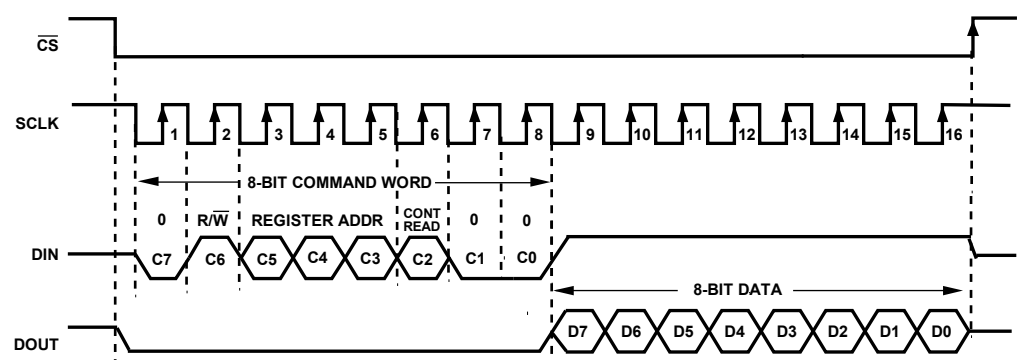 CS
SCLK
1 2 3 4 5 6 7 8 9 10 11 12 13 14 15 16
8-BIT COMMAND WORD
0 R/W REGISTER ADDR CONT READ 0 0
DIN
C7 C6 C5 C4 C3 C2 C1 C0
8-BIT DATA
DOUT
D7 D6 D5 D4 D3 D2 D1 D0